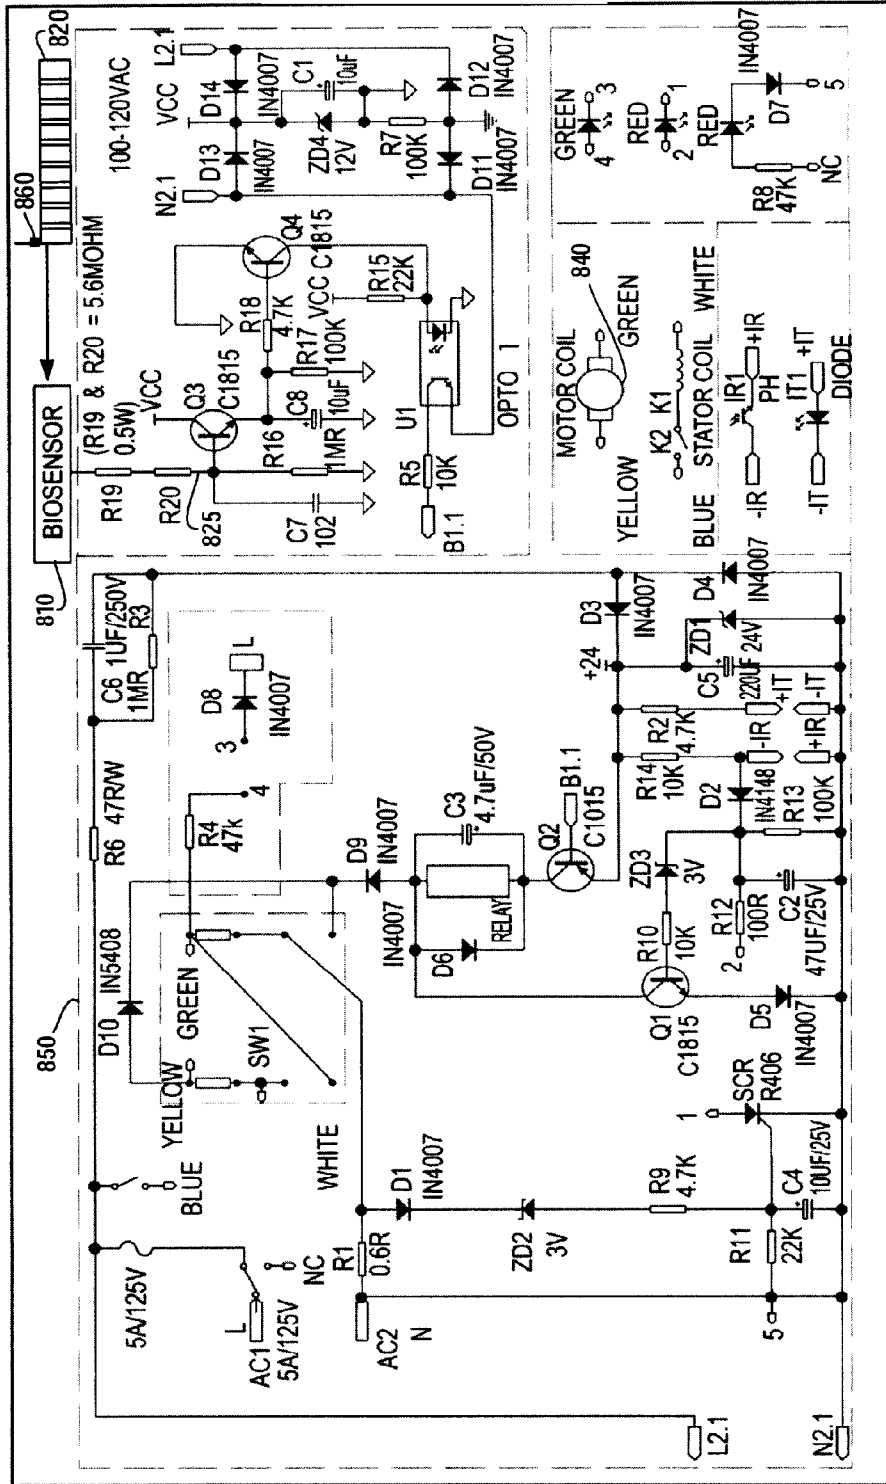 820
860
810
BIOSENSOR
(R19 & R20 = 5.6MOHM
0.5W)
R19
R20
825
VCC
Q3
C1815
R16
1MR
C7
102
C8
10uF
R17
100K
R18
4.7K
Q4
C1815
VCC
R15
22K
U1
OPTO 1
R5
10K
B1.1
100-120VAC
N2.1
L2.1
VCC
D13
IN4007
D14
IN4007
ZD4
12V
C1
10uF
R7
100K
D11
IN4007
D12
IN4007
MOTOR COIL
840
YELLOW
GREEN
K2
K1
BLUE
STATOR COIL
WHITE
-IR
IR1
PH
+IR
-IT
IT1
+IT
DIODE
GREEN
4
3
RED
2
1
RED
R8
47K
NC
D7
IN4007
5
850
5A/125V
L
AC1
5A/125V
NC
BLUE
D10
IN5408
YELLOW
GREEN
SW1
WHITE
R6
47R/W
C6
1UF/250V
1MR
R3
R4
47k
4
3
D8
L
IN4007
AC2
N
R1
0.6R
D1
IN4007
ZD2
3V
R9
4.7K
R11
22K
C4
10UF/25V
5
1
SCR
R406
D9
IN4007
IN4007
D6
RELAY
C3
4.7uF/50V
Q2
C1015
B1.1
Q1
C1815
R10
10K
ZD3
3V
D5
IN4007
2
R12
100R
C2
47UF/25V
R13
100K
D2
IN4148
R14
10K
R2
4.7K
-IR
+IR
+IT
-IT
+24
D3
IN4007
C5
220UF
ZD1
24V
D4
IN4007
L2.1
N2.1